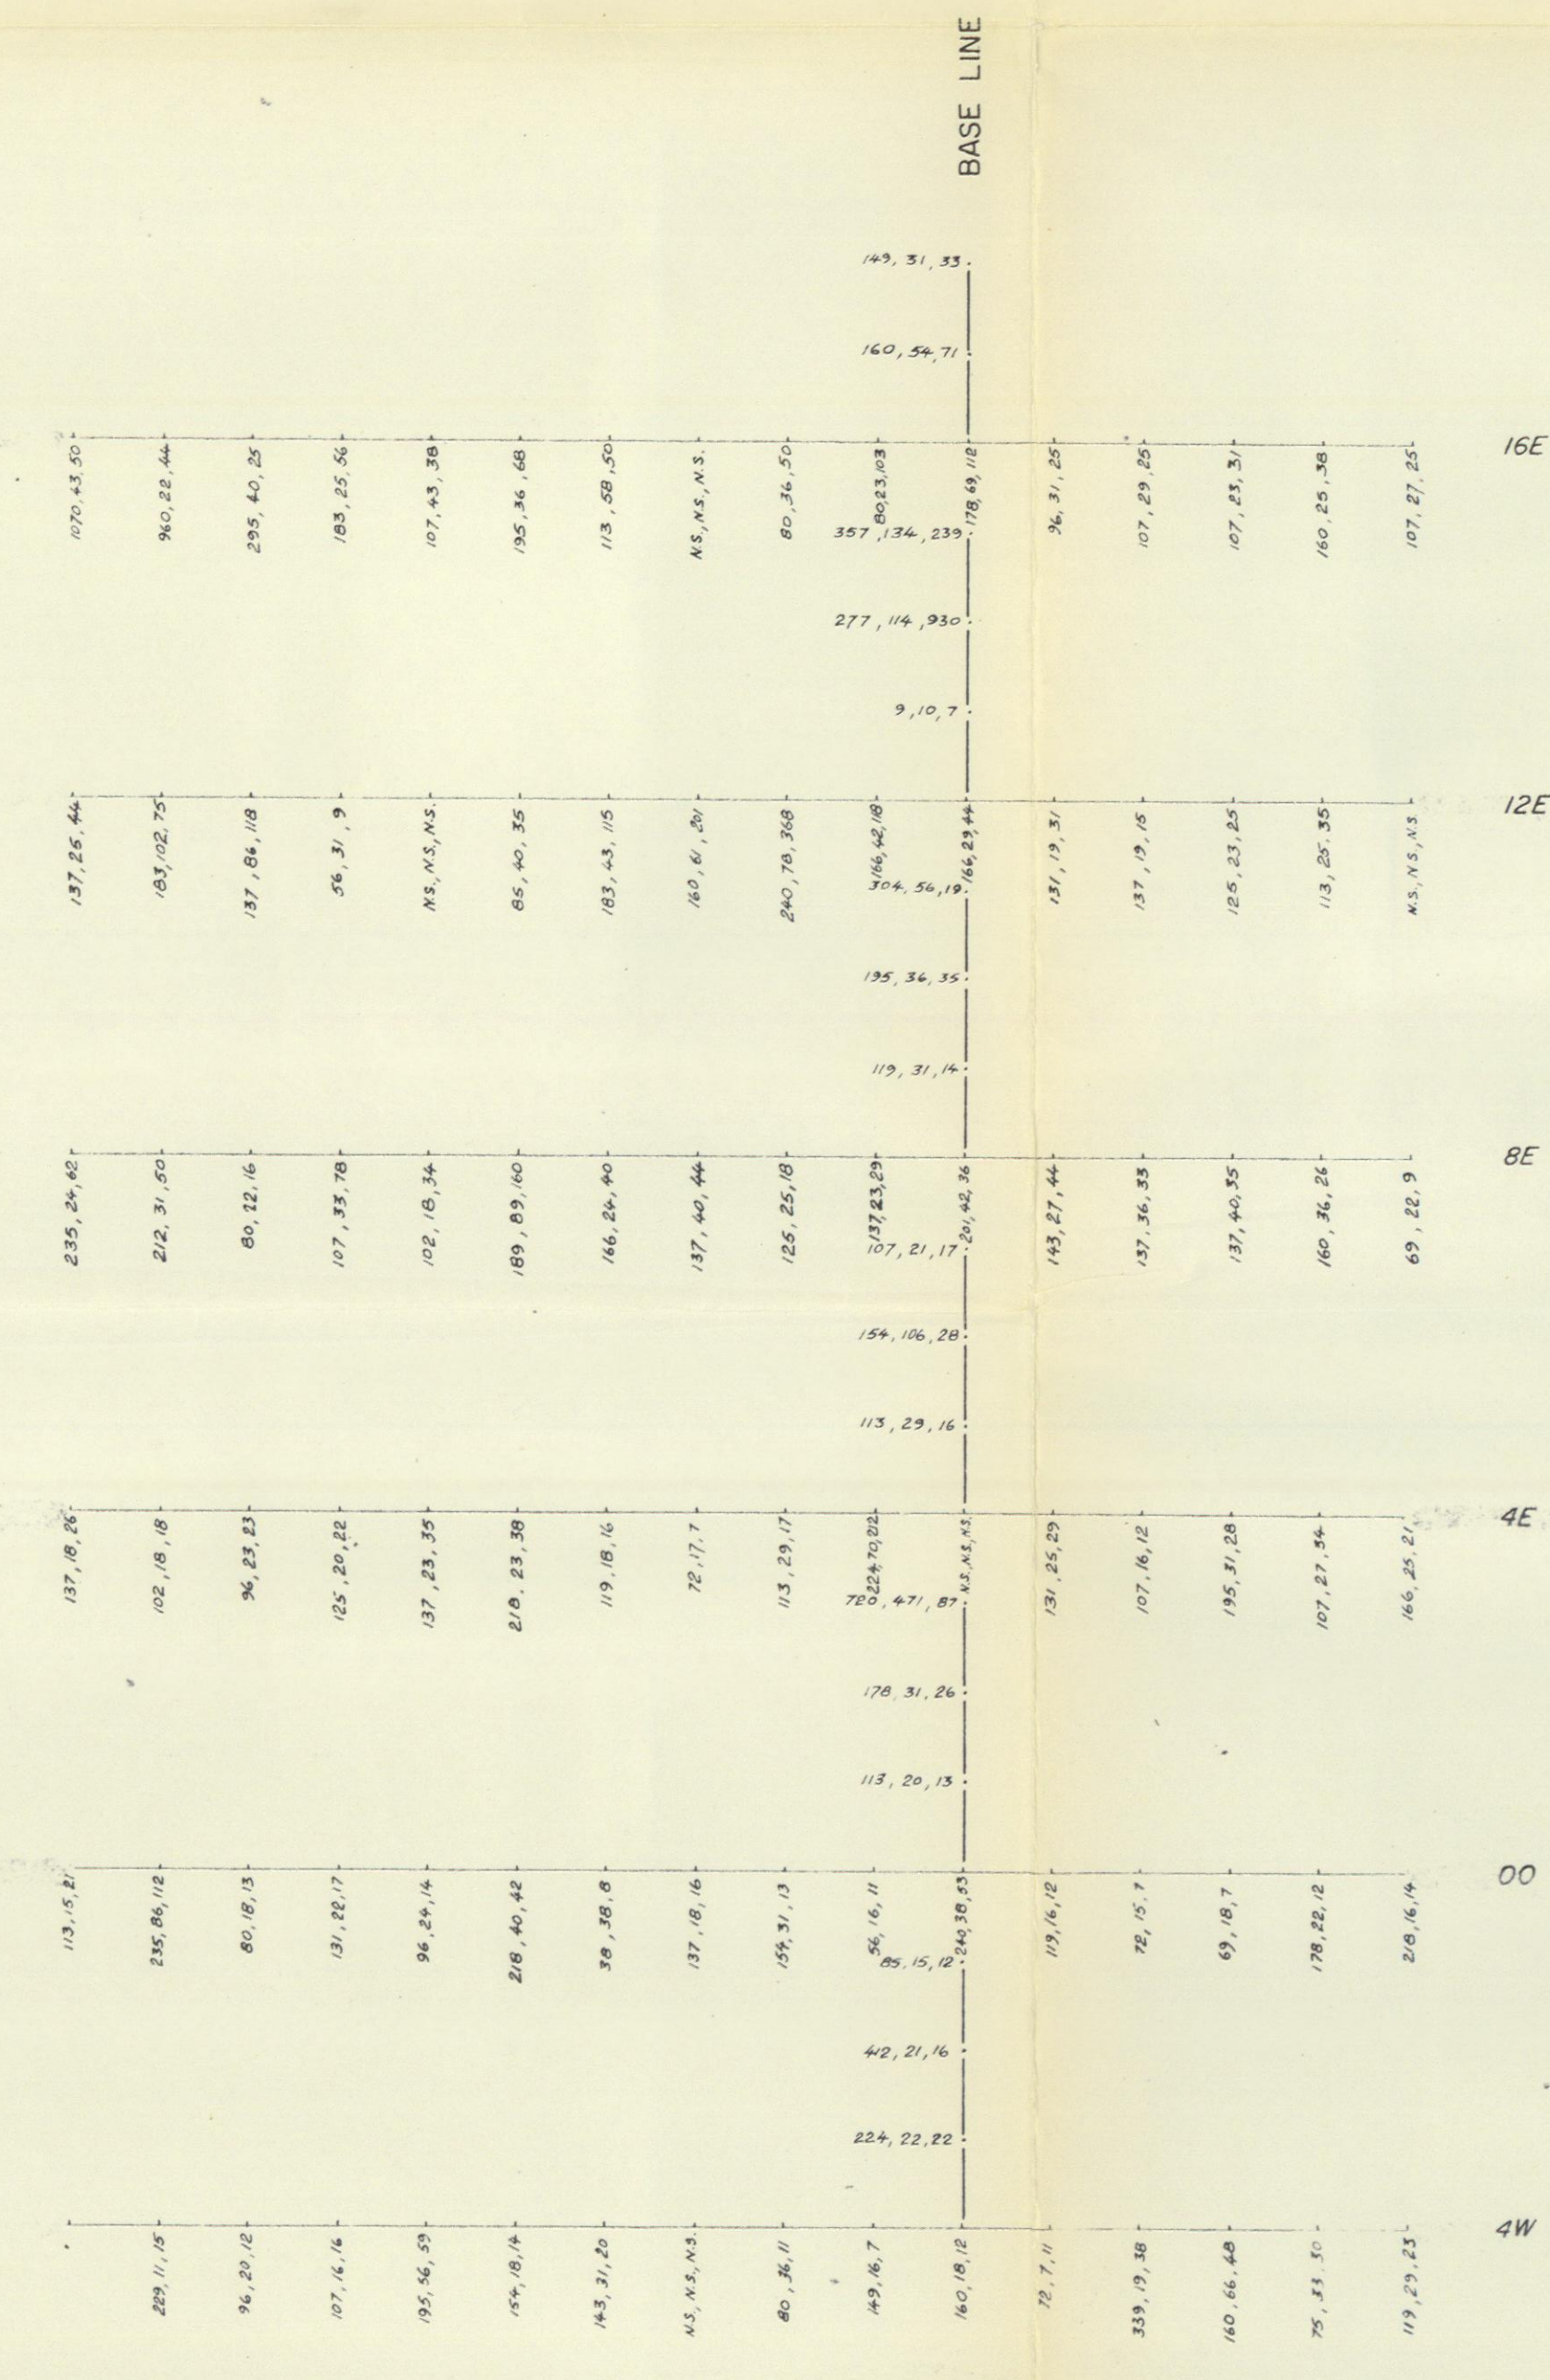 BASE LINE
149, 31, 33
160, 54, 71
16E
1070, 43, 50
960, 22, 44
295, 40, 25
183, 25, 56
107, 43, 38
195, 36, 68
113, 58, 50
N.S., N.S., N.S.
80, 36, 50
80, 23, 103
178, 69, 112
96, 31, 25
107, 29, 25
107, 23, 31
160, 25, 38
107, 27, 25
357, 134, 239
277, 114, 930
9, 10, 7
12E
137, 25, 44
183, 102, 75
137, 86, 118
56, 31, 9
N.S., N.S., N.S.
85, 40, 35
183, 43, 115
160, 61, 201
240, 78, 368
166, 42, 118
166, 29, 44
131, 19, 31
137, 19, 15
125, 23, 25
113, 25, 35
N.S., N.S., N.S.
304, 56, 19
195, 36, 35
119, 31, 14
8E
235, 24, 62
212, 31, 50
80, 22, 16
107, 33, 78
102, 18, 34
189, 89, 160
166, 24, 40
137, 40, 44
125, 25, 18
137, 23, 29
201, 42, 36
143, 27, 44
137, 36, 33
137, 40, 35
160, 36, 26
69, 22, 9
107, 21, 17
154, 106, 28
113, 29, 16
4E
137, 18, 26
102, 18, 18
96, 23, 23
125, 20, 22
137, 23, 35
218, 23, 38
119, 18, 16
72, 17, 7
113, 29, 17
224, 70, 212
N.S., N.S., N.S.
131, 25, 29
107, 16, 12
195, 31, 28
107, 27, 34
166, 25, 21
720, 471, 87
178, 31, 26
113, 20, 13
00
113, 15, 21
235, 86, 112
80, 18, 13
131, 22, 17
96, 24, 14
218, 40, 42
38, 38, 8
137, 18, 16
154, 31, 13
56, 16, 11
240, 38, 53
119, 16, 12
72, 15, 7
69, 18, 7
178, 22, 12
218, 16, 14
85, 15, 12
412, 21, 16
224, 22, 22
4W
229, 11, 15
96, 20, 12
107, 16, 16
195, 56, 59
154, 18, 14
143, 31, 20
N.S., N.S., N.S.
80, 36, 11
149, 16, 7
160, 18, 12
72, 7, 11
339, 19, 38
160, 66, 48
75, 33, 30
119, 29, 23